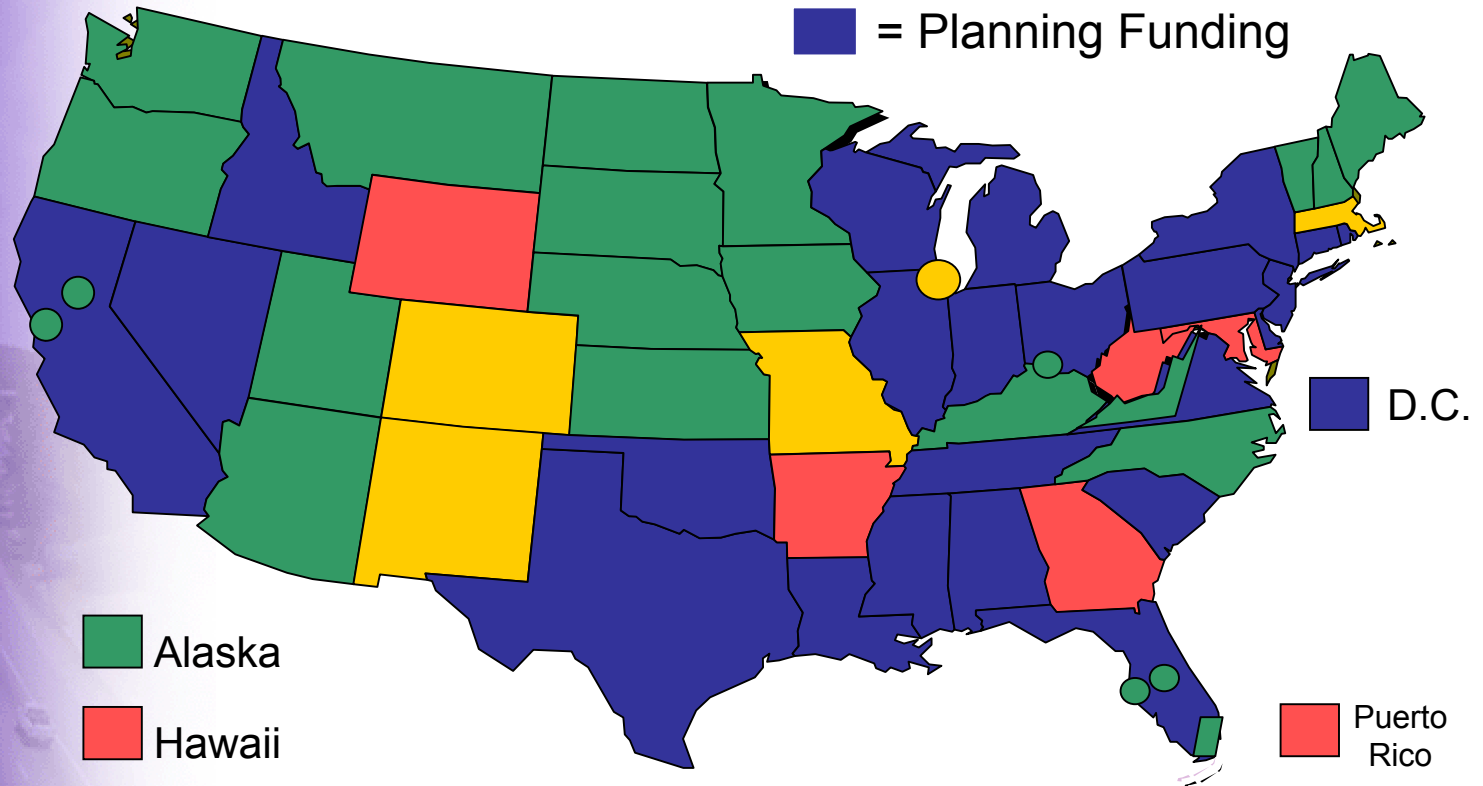 = Planning Funding
D.C.
Alaska
Hawaii
Puerto
Rico